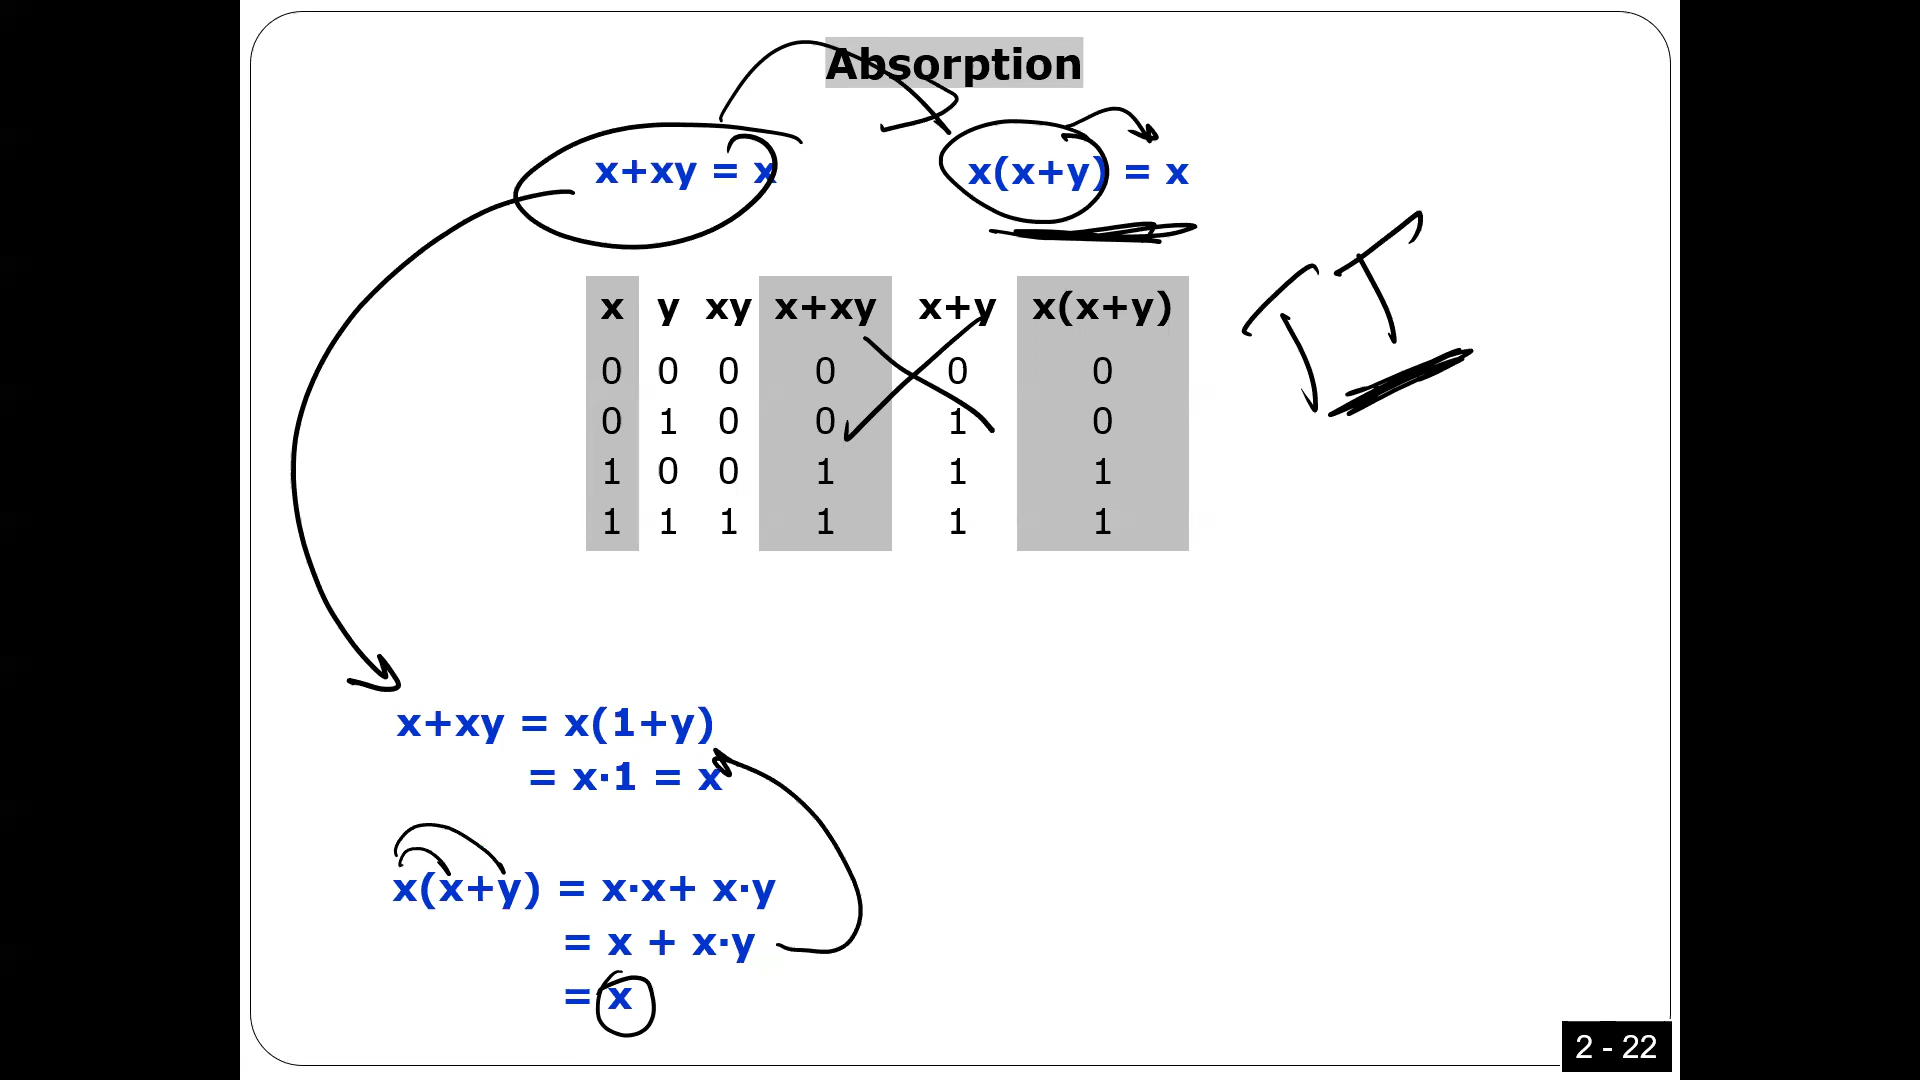 Absorption
x+xy = x x(x+y) = x
x y xy x+xy x+y x(x+y)
0 0 0 0 0 0
0 1 0 0 1 0
1 0 0 1 1 1
1 1 1 1 1 1
TT
x+xy = x(1+y)
= x·1 = x
x(x+y) = x·x+ x·y
= x + x·y
= x
2 - 22